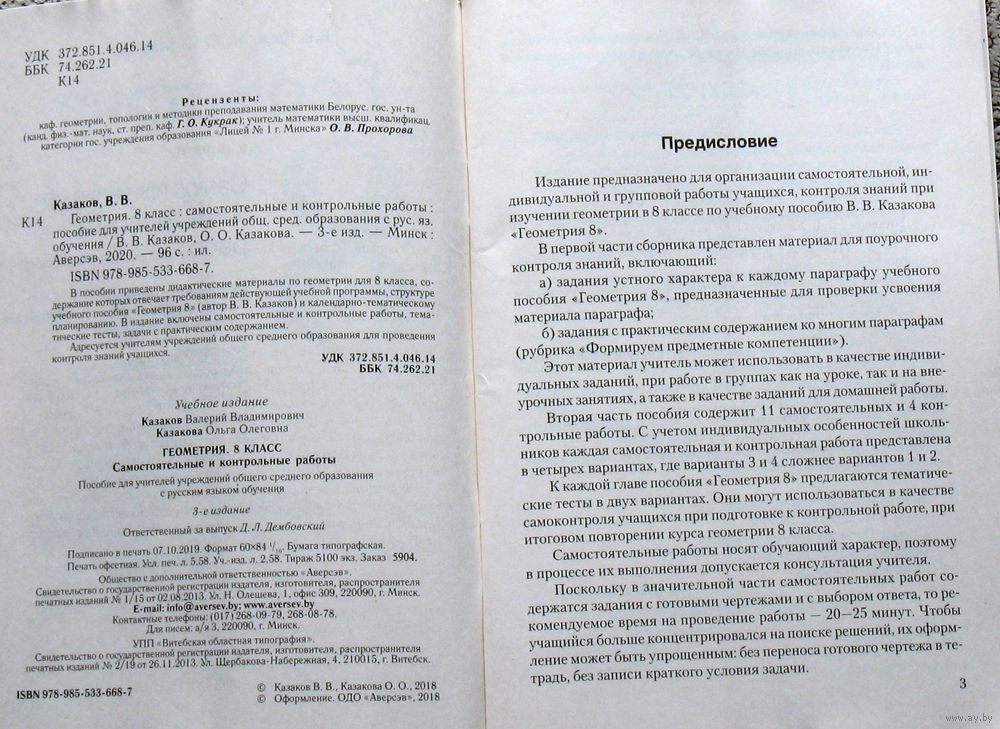 УДК 372.851.4.046.14
ББК 74.262.21
К14
Рецензенты:
каф. геометрии, топологии и методики преподавания математики Белорус. гос. ун-та
(канд. физ.-мат. наук, ст. преп. каф. Г. О. Кукрак); учитель математики высш. квалификац.
категории гос. учреждения образования «Лицей № 1 г. Минска» О. В. Прохорова
Казаков, В. В.
К14 Геометрия. 8 класс : самостоятельные и контрольные работы :
пособие для учителей учреждений общ. сред. образования с рус. яз.
обучения / В. В. Казаков, О. О. Казакова. — 3-е изд. — Минск :
Аверсэв, 2020. — 96 с. : ил.
ISBN 978-985-533-668-7.
В пособии приведены дидактические материалы по геометрии для 8 класса, со-
держание которых отвечает требованиям действующей учебной программы, структуре
учебного пособия «Геометрия 8» (автор В. В. Казаков) и календарно-тематическому
планированию. В издание включены самостоятельные и контрольные работы, тема-
тические тесты, задачи с практическим содержанием.
Адресуется учителям учреждений общего среднего образования для проведения
контроля знаний учащихся.
УДК 372.851.4.046.14
ББК 74.262.21
Учебное издание
Казаков Валерий Владимирович
Казакова Ольга Олеговна
ГЕОМЕТРИЯ. 8 КЛАСС
Самостоятельные и контрольные работы
Пособие для учителей учреждений общего среднего образования
с русским языком обучения
3-е издание
Ответственный за выпуск Д. Л. Дембовский
Подписано в печать 07.10.2019. Формат 60×84 1/16. Бумага типографская.
Печать офсетная. Усл. печ. л. 5,58. Уч.-изд. л. 2,58. Тираж 5100 экз. Заказ 5904.
Общество с дополнительной ответственностью «Аверсэв».
Свидетельство о государственной регистрации издателя, изготовителя, распространителя
печатных изданий № 1/15 от 02.08.2013. Ул. Н. Олешева, 1, офис 309, 220090, г. Минск.
E-mail: info@aversev.by; www.aversev.by
Контактные телефоны: (017) 268-09-79, 268-08-78.
Для писем: а/я 3, 220090, г. Минск.
УПП «Витебская областная типография».
Свидетельство о государственной регистрации издателя, изготовителя, распространителя
печатных изданий № 2/19 от 26.11.2013. Ул. Щербакова-Набережная, 4, 210015, г. Витебск.
ISBN 978-985-533-668-7
© Казаков В. В., Казакова О. О., 2018
© Оформление. ОДО «Аверсэв», 2018
Предисловие
Издание предназначено для организации самостоятельной, ин-
дивидуальной и групповой работы учащихся, контроля знаний при
изучении геометрии в 8 классе по учебному пособию В. В. Казакова
«Геометрия 8».
В первой части сборника представлен материал для поурочного
контроля знаний, включающий:
а) задания устного характера к каждому параграфу учебного
пособия «Геометрия 8», предназначенные для проверки усвоения
материала параграфа;
б) задания с практическим содержанием ко многим параграфам
(рубрика «Формируем предметные компетенции»).
Этот материал учитель может использовать в качестве индиви-
дуальных заданий, при работе в группах как на уроке, так и на вне-
урочных занятиях, а также в качестве заданий для домашней работы.
Вторая часть пособия содержит 11 самостоятельных и 4 кон-
трольные работы. С учетом индивидуальных особенностей школь-
ников каждая самостоятельная и контрольная работа представлена
в четырех вариантах, где варианты 3 и 4 сложнее вариантов 1 и 2.
К каждой главе пособия «Геометрия 8» предлагаются тематиче-
ские тесты в двух вариантах. Они могут использоваться в качестве
самоконтроля учащихся при подготовке к контрольной работе, при
итоговом повторении курса геометрии 8 класса.
Самостоятельные работы носят обучающий характер, поэтому
в процессе их выполнения допускается консультация учителя.
Поскольку в значительной части самостоятельных работ со-
держатся задания с готовыми чертежами и с выбором ответа, то ре-
комендуемое время на проведение работы — 20—25 минут. Чтобы
учащийся больше концентрировался на поиске решений, их оформ-
ление может быть упрощенным: без переноса готового чертежа в те-
традь, без записи краткого условия задачи.
3
www.ay.by